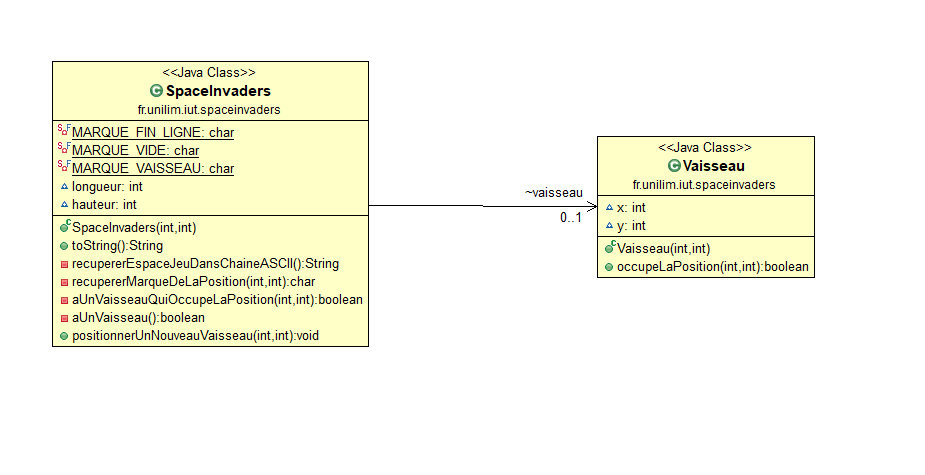 <<Java Class>>
SpaceInvaders
fr.unilim.iut.spaceinvaders
MARQUE_FIN_LIGNE: char
MARQUE_VIDE: char
MARQUE_VAISSEAU: char
longueur: int
hauteur: int
SpaceInvaders(int,int)
toString():String
recupererEspaceJeuDansChaineASCII():String
recupererMarqueDeLaPosition(int,int):char
aUnVaisseauQuiOccupeLaPosition(int,int):boolean
aUnVaisseau():boolean
positionnerUnNouveauVaisseau(int,int):void
~vaisseau
0..1
<<Java Class>>
Vaisseau
fr.unilim.iut.spaceinvaders
x: int
y: int
Vaisseau(int,int)
occupeLaPosition(int,int):boolean